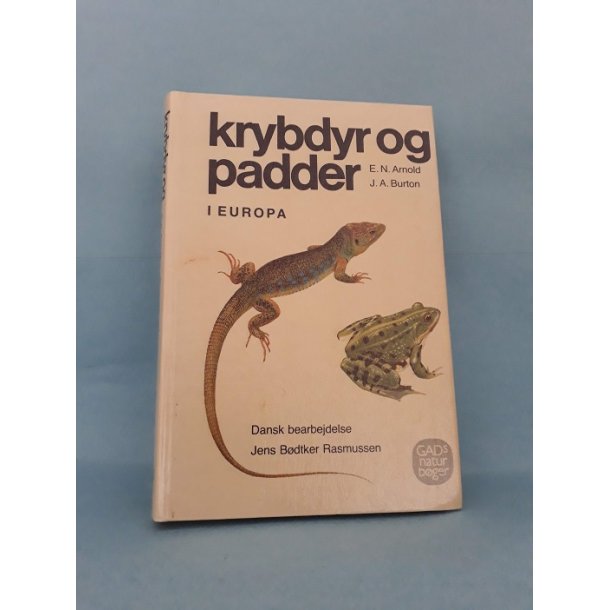 krybdyr og
padder
E. N. Arnold
J. A. Burton
I EUROPA
Dansk bearbejdelse
Jens Bødtker Rasmussen
GADs
natur
bøger